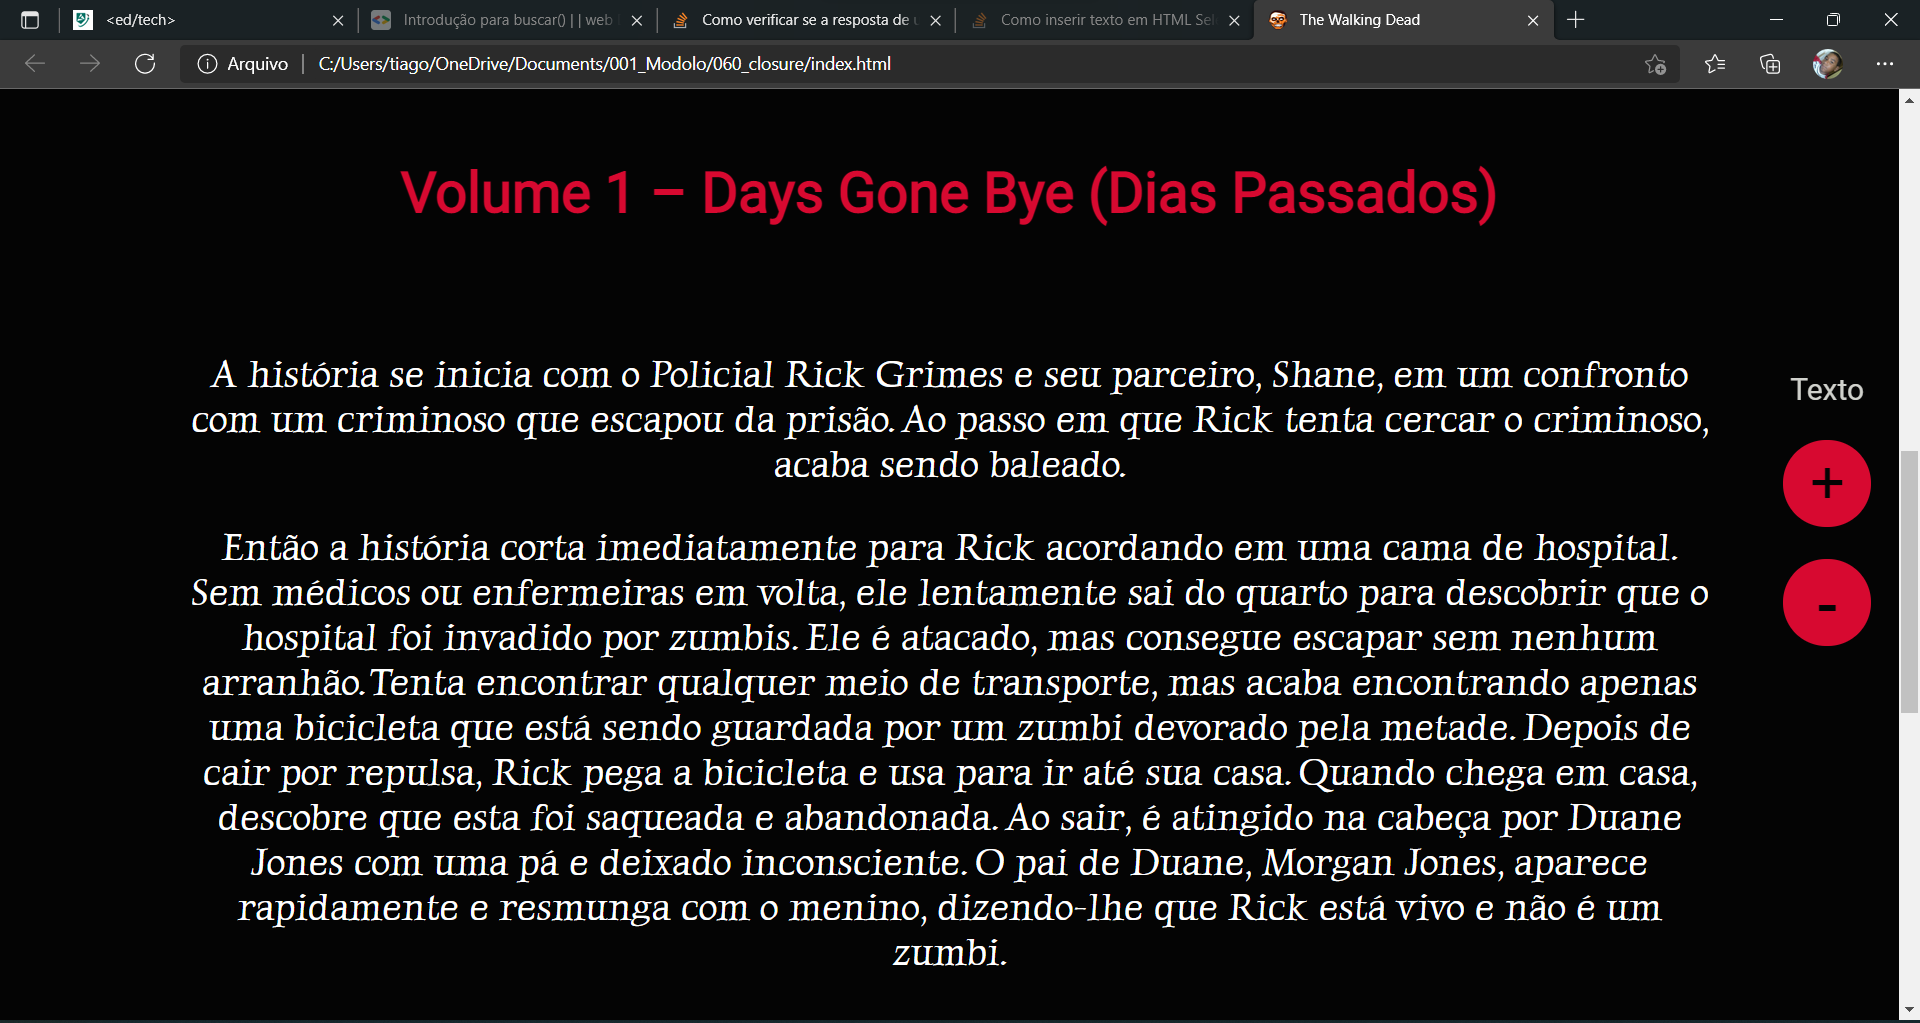 <ed/tech>
Introdução para buscar() | | web
Como verificar se a resposta de
Como inserir texto em HTML Sel
The Walking Dead
Arquivo
C:/Users/tiago/OneDrive/Documents/001_Modolo/060_closure/index.html
Volume 1 – Days Gone Bye (Dias Passados)
A história se inicia com o Policial Rick Grimes e seu parceiro, Shane, em um confronto
com um criminoso que escapou da prisão. Ao passo em que Rick tenta cercar o criminoso,
acaba sendo baleado.
Então a história corta imediatamente para Rick acordando em uma cama de hospital.
Sem médicos ou enfermeiras em volta, ele lentamente sai do quarto para descobrir que o
hospital foi invadido por zumbis. Ele é atacado, mas consegue escapar sem nenhum
arranhão. Tenta encontrar qualquer meio de transporte, mas acaba encontrando apenas
uma bicicleta que está sendo guardada por um zumbi devorado pela metade. Depois de
cair por repulsa, Rick pega a bicicleta e usa para ir até sua casa. Quando chega em casa,
descobre que esta foi saqueada e abandonada. Ao sair, é atingido na cabeça por Duane
Jones com uma pá e deixado inconsciente. O pai de Duane, Morgan Jones, aparece
rapidamente e resmunga com o menino, dizendo-lhe que Rick está vivo e não é um
zumbi.
Texto
+
-